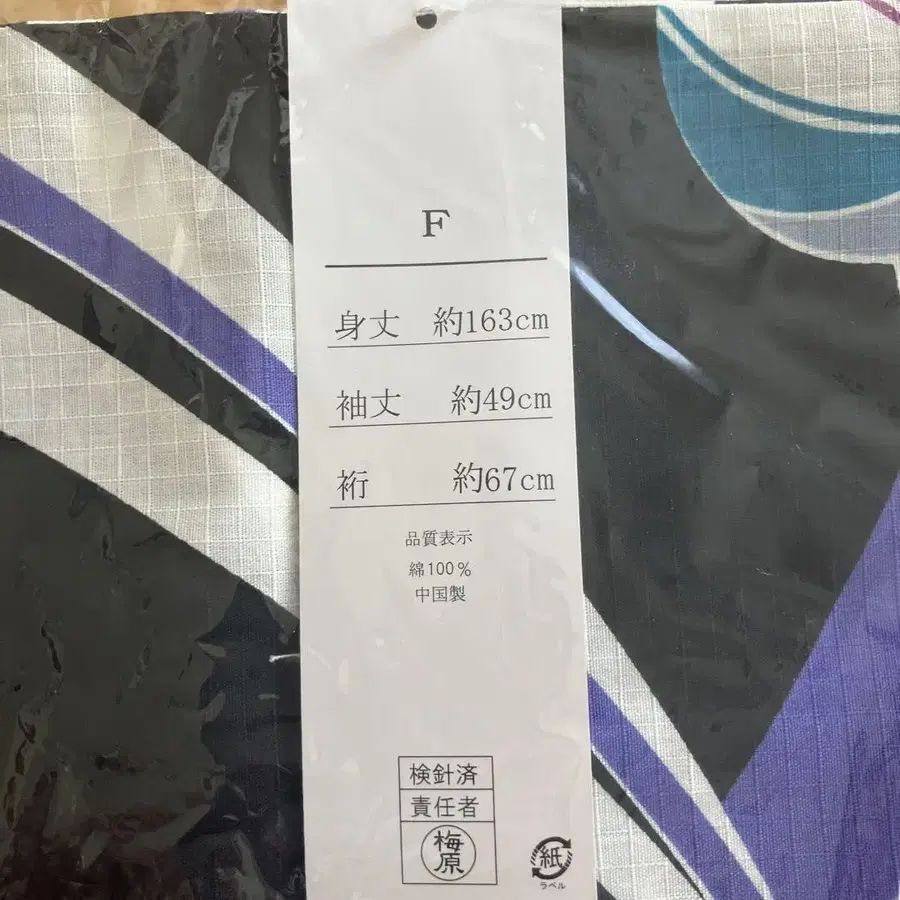 F
身丈 約163cm
袖丈 約49cm
裄 約67cm
品質表示
綿100%
中国製
検針済
責任者
梅原
紙
ラベル